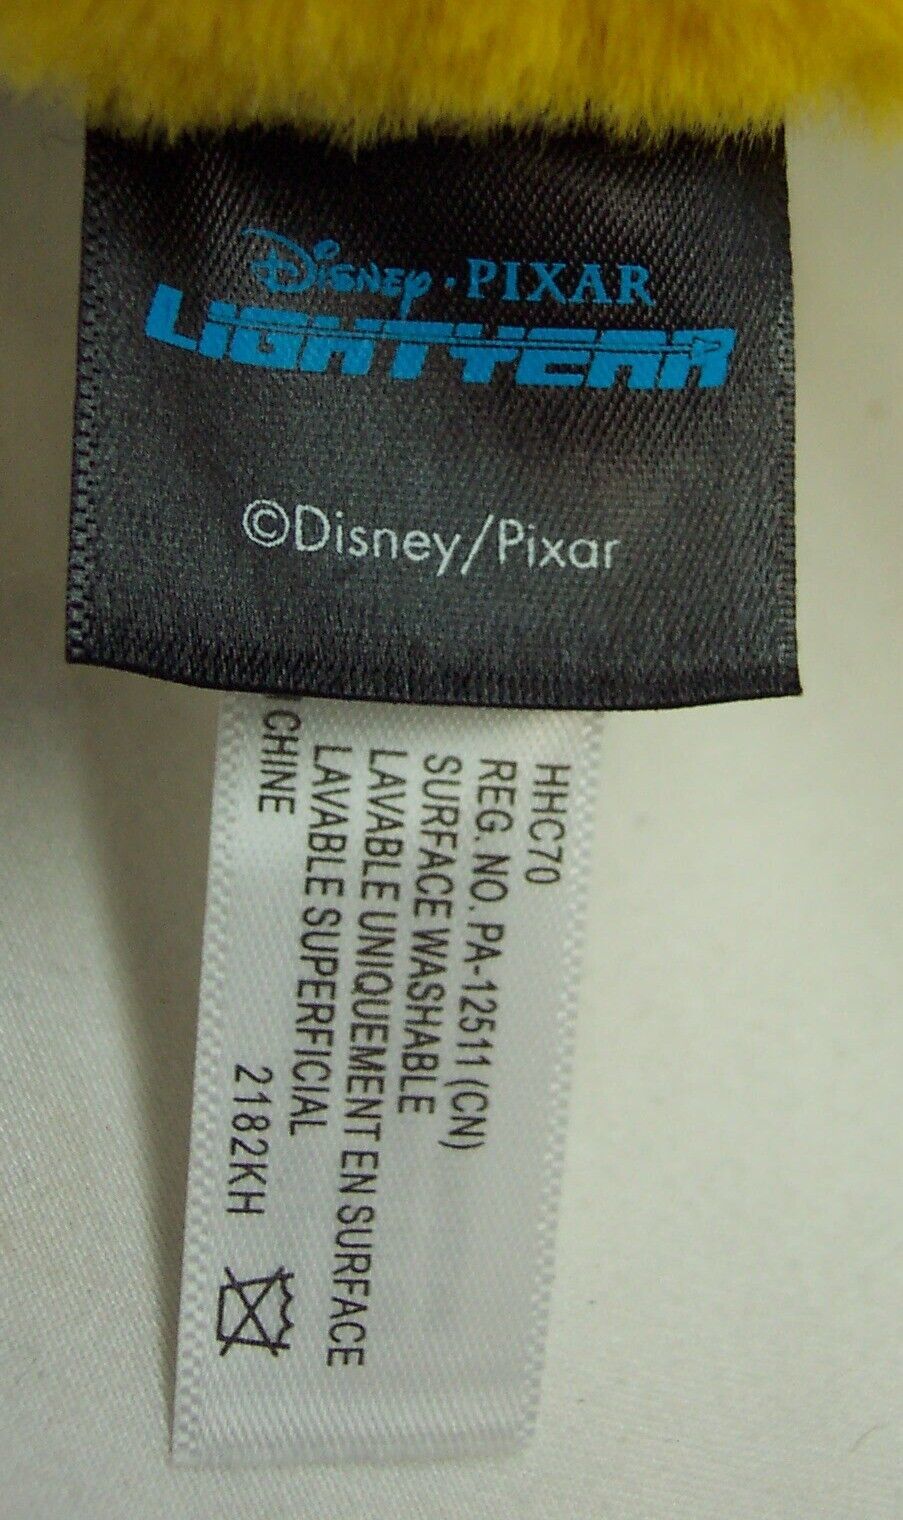 Disney · PIXAR
LIGHTYEAR
©Disney/Pixar
HHC70
REG. NO. PA-12511 (CN)
SURFACE WASHABLE
LAVABLE UNIQUEMENT EN SURFACE
LAVABLE SUPERFICIAL
CHINE
2182KH